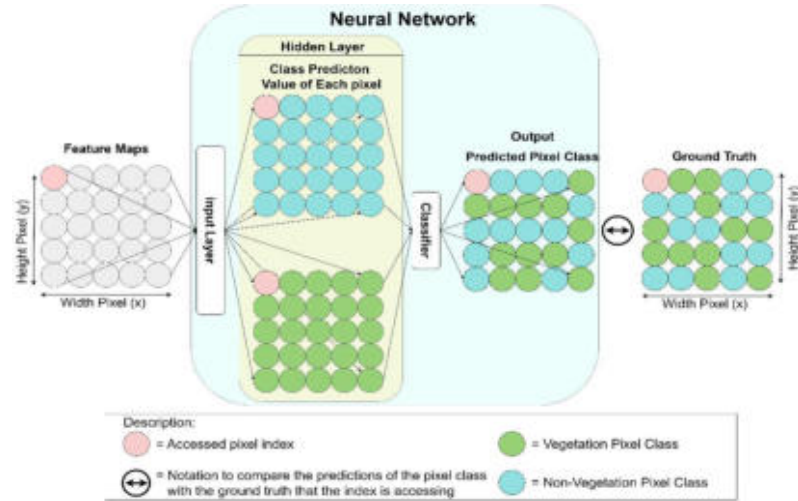 Neural Network
Hidden Layer
Class Predicton
Value of Each pixel
Feature Maps
Height Pixel (y)
Width Pixel (x)
Input Layer
Classifier
Output
Predicted Pixel Class
Ground Truth
Height Pixel (y)
Width Pixel (x)
Description:
= Accessed pixel index
= Vegetation Pixel Class
= Notation to compare the predictions of the pixel class
with the ground truth that the index is accessing
= Non-Vegetation Pixel Class